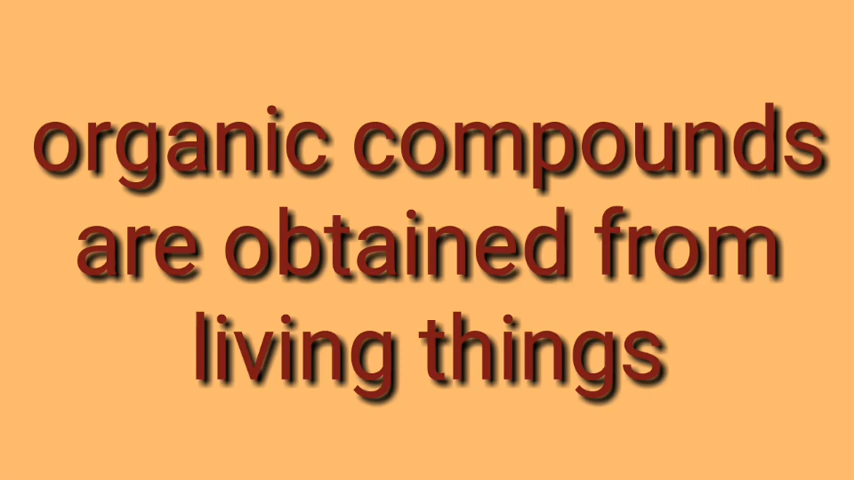 organic compounds
are obtained from
living things